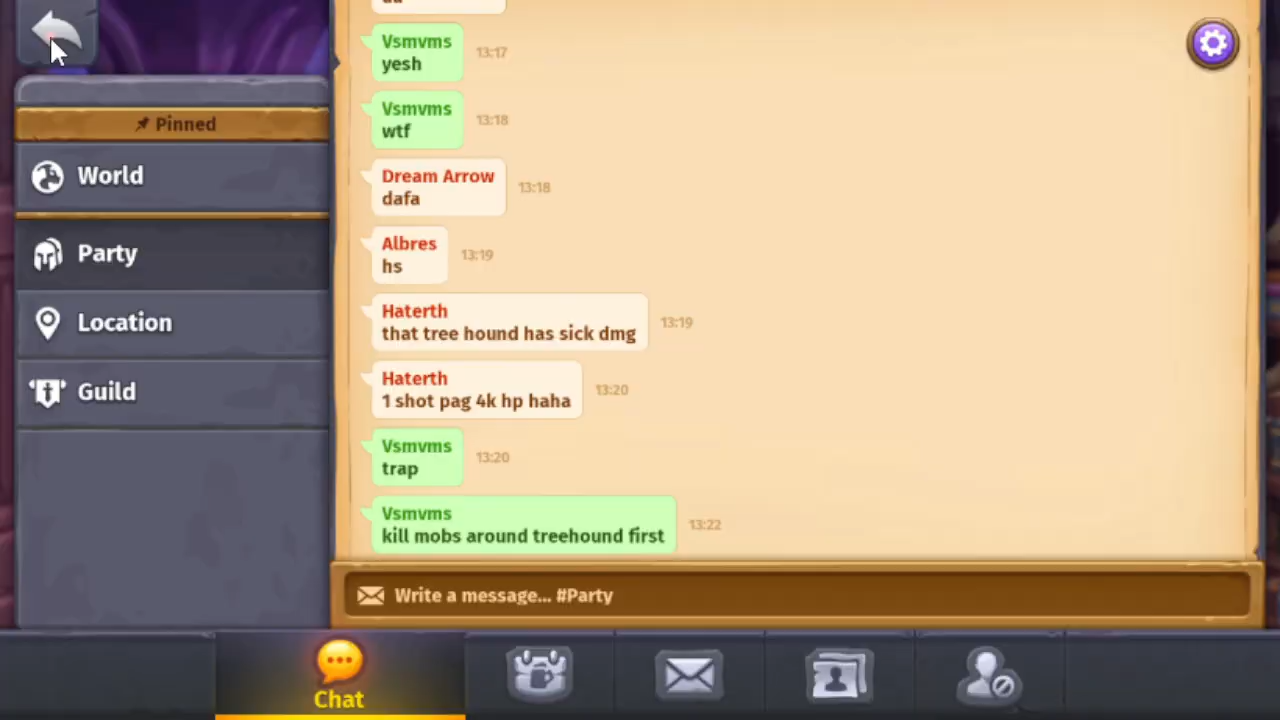 Pinned
World
Party
Location
Guild
Vsmvms
yesh
13:17
Vsmvms
wtf
13:18
Dream Arrow
dafa
13:18
Albres
hs
13:19
Haterth
that tree hound has sick dmg
13:19
Haterth
1 shot pag 4k hp haha
13:20
Vsmvms
trap
13:20
Vsmvms
kill mobs around treehound first
13:22
Write a message... #Party
Chat